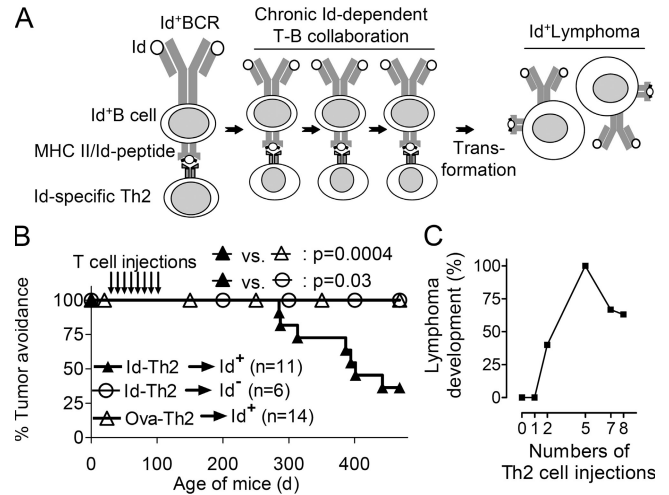 A
Id⁺BCR
Id
Id⁺B cell
MHC II/Id-peptide
Id-specific Th2
Chronic Id-dependent
T-B collaboration
Trans-
formation
Id⁺Lymphoma
B
T cell injections
▲ vs. △ : p=0.0004
▲ vs. ○ : p=0.03
% Tumor avoidance
100
75
50
25
0
Id-Th2 → Id⁺ (n=11)
Id-Th2 → Id⁻ (n=6)
Ova-Th2 → Id⁺ (n=14)
0 100 200 300 400
Age of mice (d)
C
Lymphoma
development (%)
100
75
50
25
0
0 1 2 5 7 8
Numbers of
Th2 cell injections